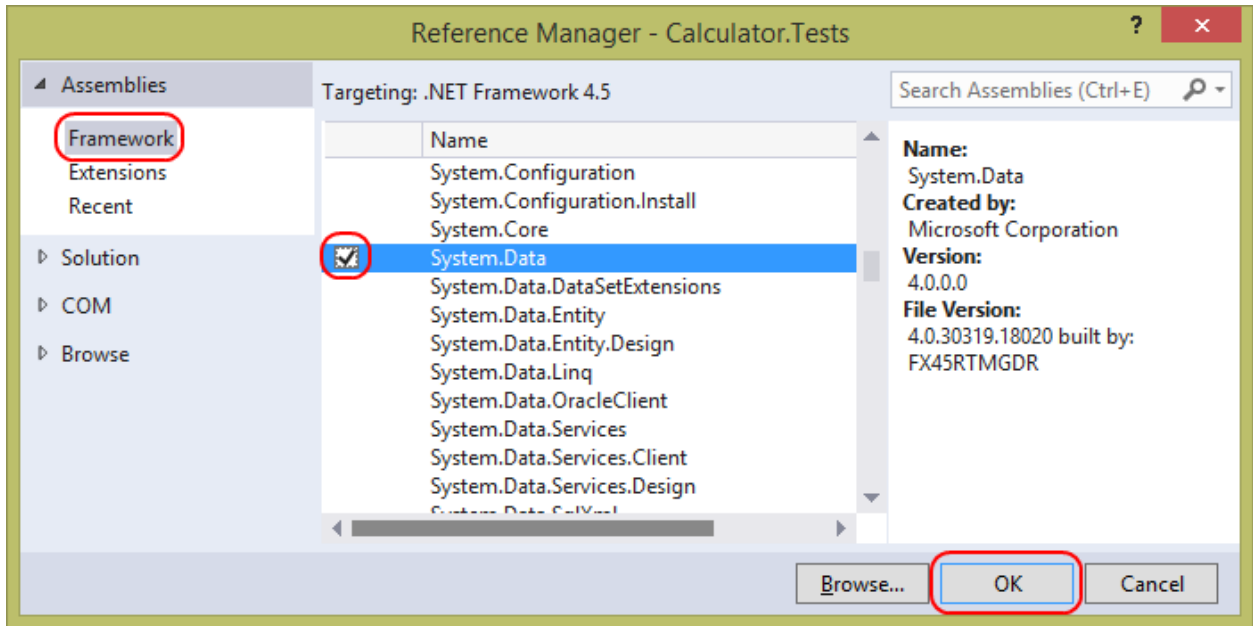 Reference Manager - Calculator.Tests
?
Assemblies
Framework
Extensions
Recent
Solution
COM
Browse
Targeting: .NET Framework 4.5
Search Assemblies (Ctrl+E)
Name
System.Configuration
System.Configuration.Install
System.Core
System.Data
System.Data.DataSetExtensions
System.Data.Entity
System.Data.Entity.Design
System.Data.Linq
System.Data.OracleClient
System.Data.Services
System.Data.Services.Client
System.Data.Services.Design
System.Data.SqlXml
Name:
System.Data
Created by:
Microsoft Corporation
Version:
4.0.0.0
File Version:
4.0.30319.18020 built by:
FX45RTMGDR
Browse...
OK
Cancel